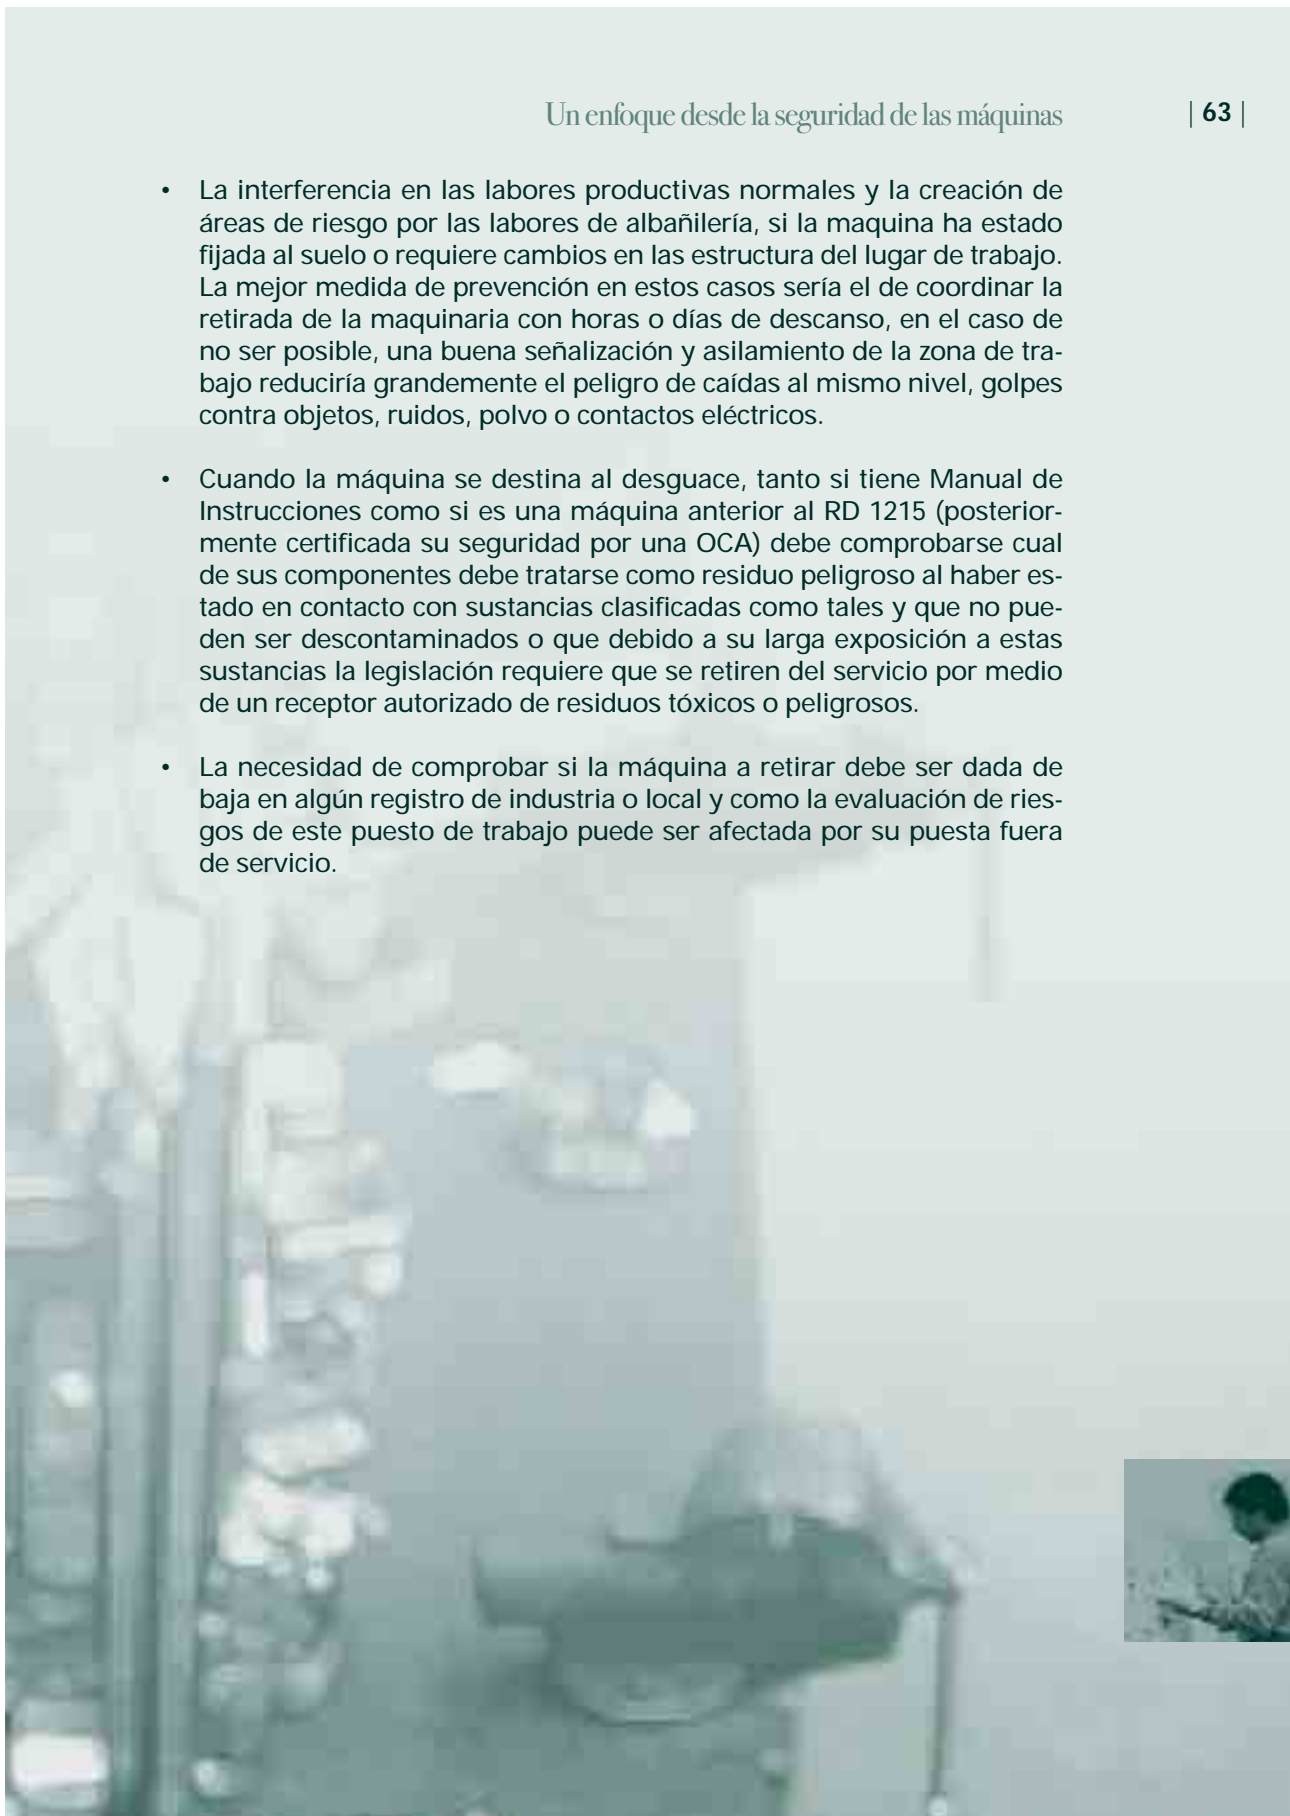 Un enfoque desde la seguridad de las máquinas | 63 |
• La interferencia en las labores productivas normales y la creación de
áreas de riesgo por las labores de albañilería, si la maquina ha estado
fijada al suelo o requiere cambios en las estructura del lugar de trabajo.
La mejor medida de prevención en estos casos sería el de coordinar la
retirada de la maquinaria con horas o días de descanso, en el caso de
no ser posible, una buena señalización y asilamiento de la zona de tra-
bajo reduciría grandemente el peligro de caídas al mismo nivel, golpes
contra objetos, ruidos, polvo o contactos eléctricos.
• Cuando la máquina se destina al desguace, tanto si tiene Manual de
Instrucciones como si es una máquina anterior al RD 1215 (posterior-
mente certificada su seguridad por una OCA) debe comprobarse cual
de sus componentes debe tratarse como residuo peligroso al haber es-
tado en contacto con sustancias clasificadas como tales y que no pue-
den ser descontaminados o que debido a su larga exposición a estas
sustancias la legislación requiere que se retiren del servicio por medio
de un receptor autorizado de residuos tóxicos o peligrosos.
• La necesidad de comprobar si la máquina a retirar debe ser dada de
baja en algún registro de industria o local y como la evaluación de ries-
gos de este puesto de trabajo puede ser afectada por su puesta fuera
de servicio.